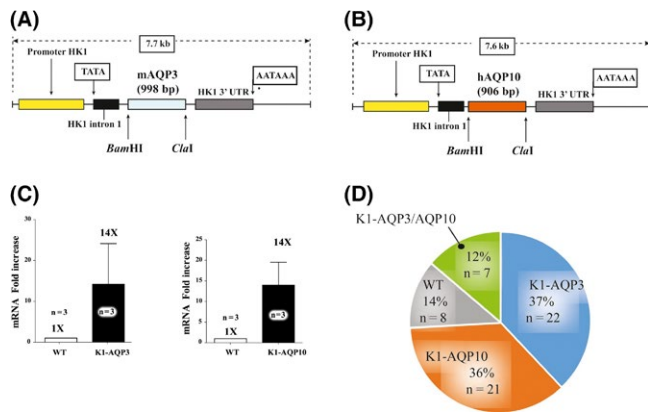 (A)
7.7 kb
Promoter HK1
TATA
mAQP3
(998 bp)
HK1 3' UTR
AATAAA
HK1 intron 1
BamHI
ClaI
(B)
7.6 kb
Promoter HK1
TATA
hAQP10
(906 bp)
HK1 3' UTR
AATAAA
HK1 intron 1
BamHI
ClaI
(C)
mRNA Fold increase
30
20
10
0
14X
n = 3
1X
n=3
WT
K1-AQP3
mRNA Fold increase
25
20
15
10
5
0
14X
n = 3
1X
n=3
WT
K1-AQP10
(D)
K1-AQP3/AQP10
12%
n = 7
WT
14%
n = 8
K1-AQP3
37%
n = 22
K1-AQP10
36%
n = 21